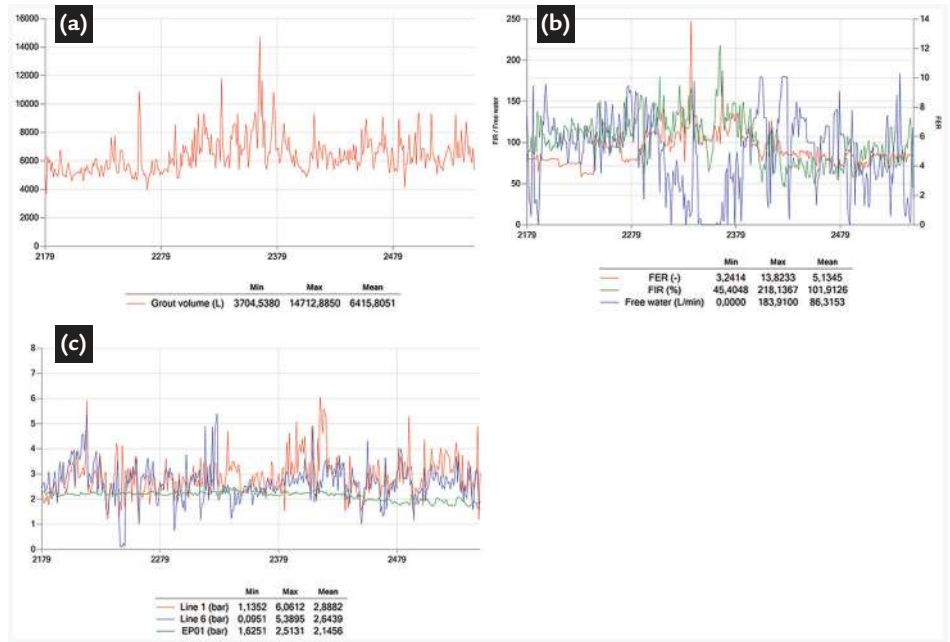 (a)
16000
14000
12000
10000
8000
6000
4000
2000
0
2179 2279 2379 2479
Min Max Mean
Grout volume (L) 3704,5380 14712,8850 6415,8051
(b)
250
200
150
100
50
0
FIR / Free water
14
12
10
8
6
4
2
0
FER
2179 2279 2379 2479
Min Max Mean
FER (-) 3,2414 13,8233 5,1345
FIR (%) 45,4048 218,1367 101,9126
Free water (L/min) 0,0000 183,9100 86,3153
(c)
8
7
6
5
4
3
2
1
0
2179 2279 2379 2479
Min Max Mean
Line 1 (bar) 1,1352 6,0612 2,8882
Line 6 (bar) 0,0951 5,3895 2,6439
EP01 (bar) 1,6251 2,5131 2,1456